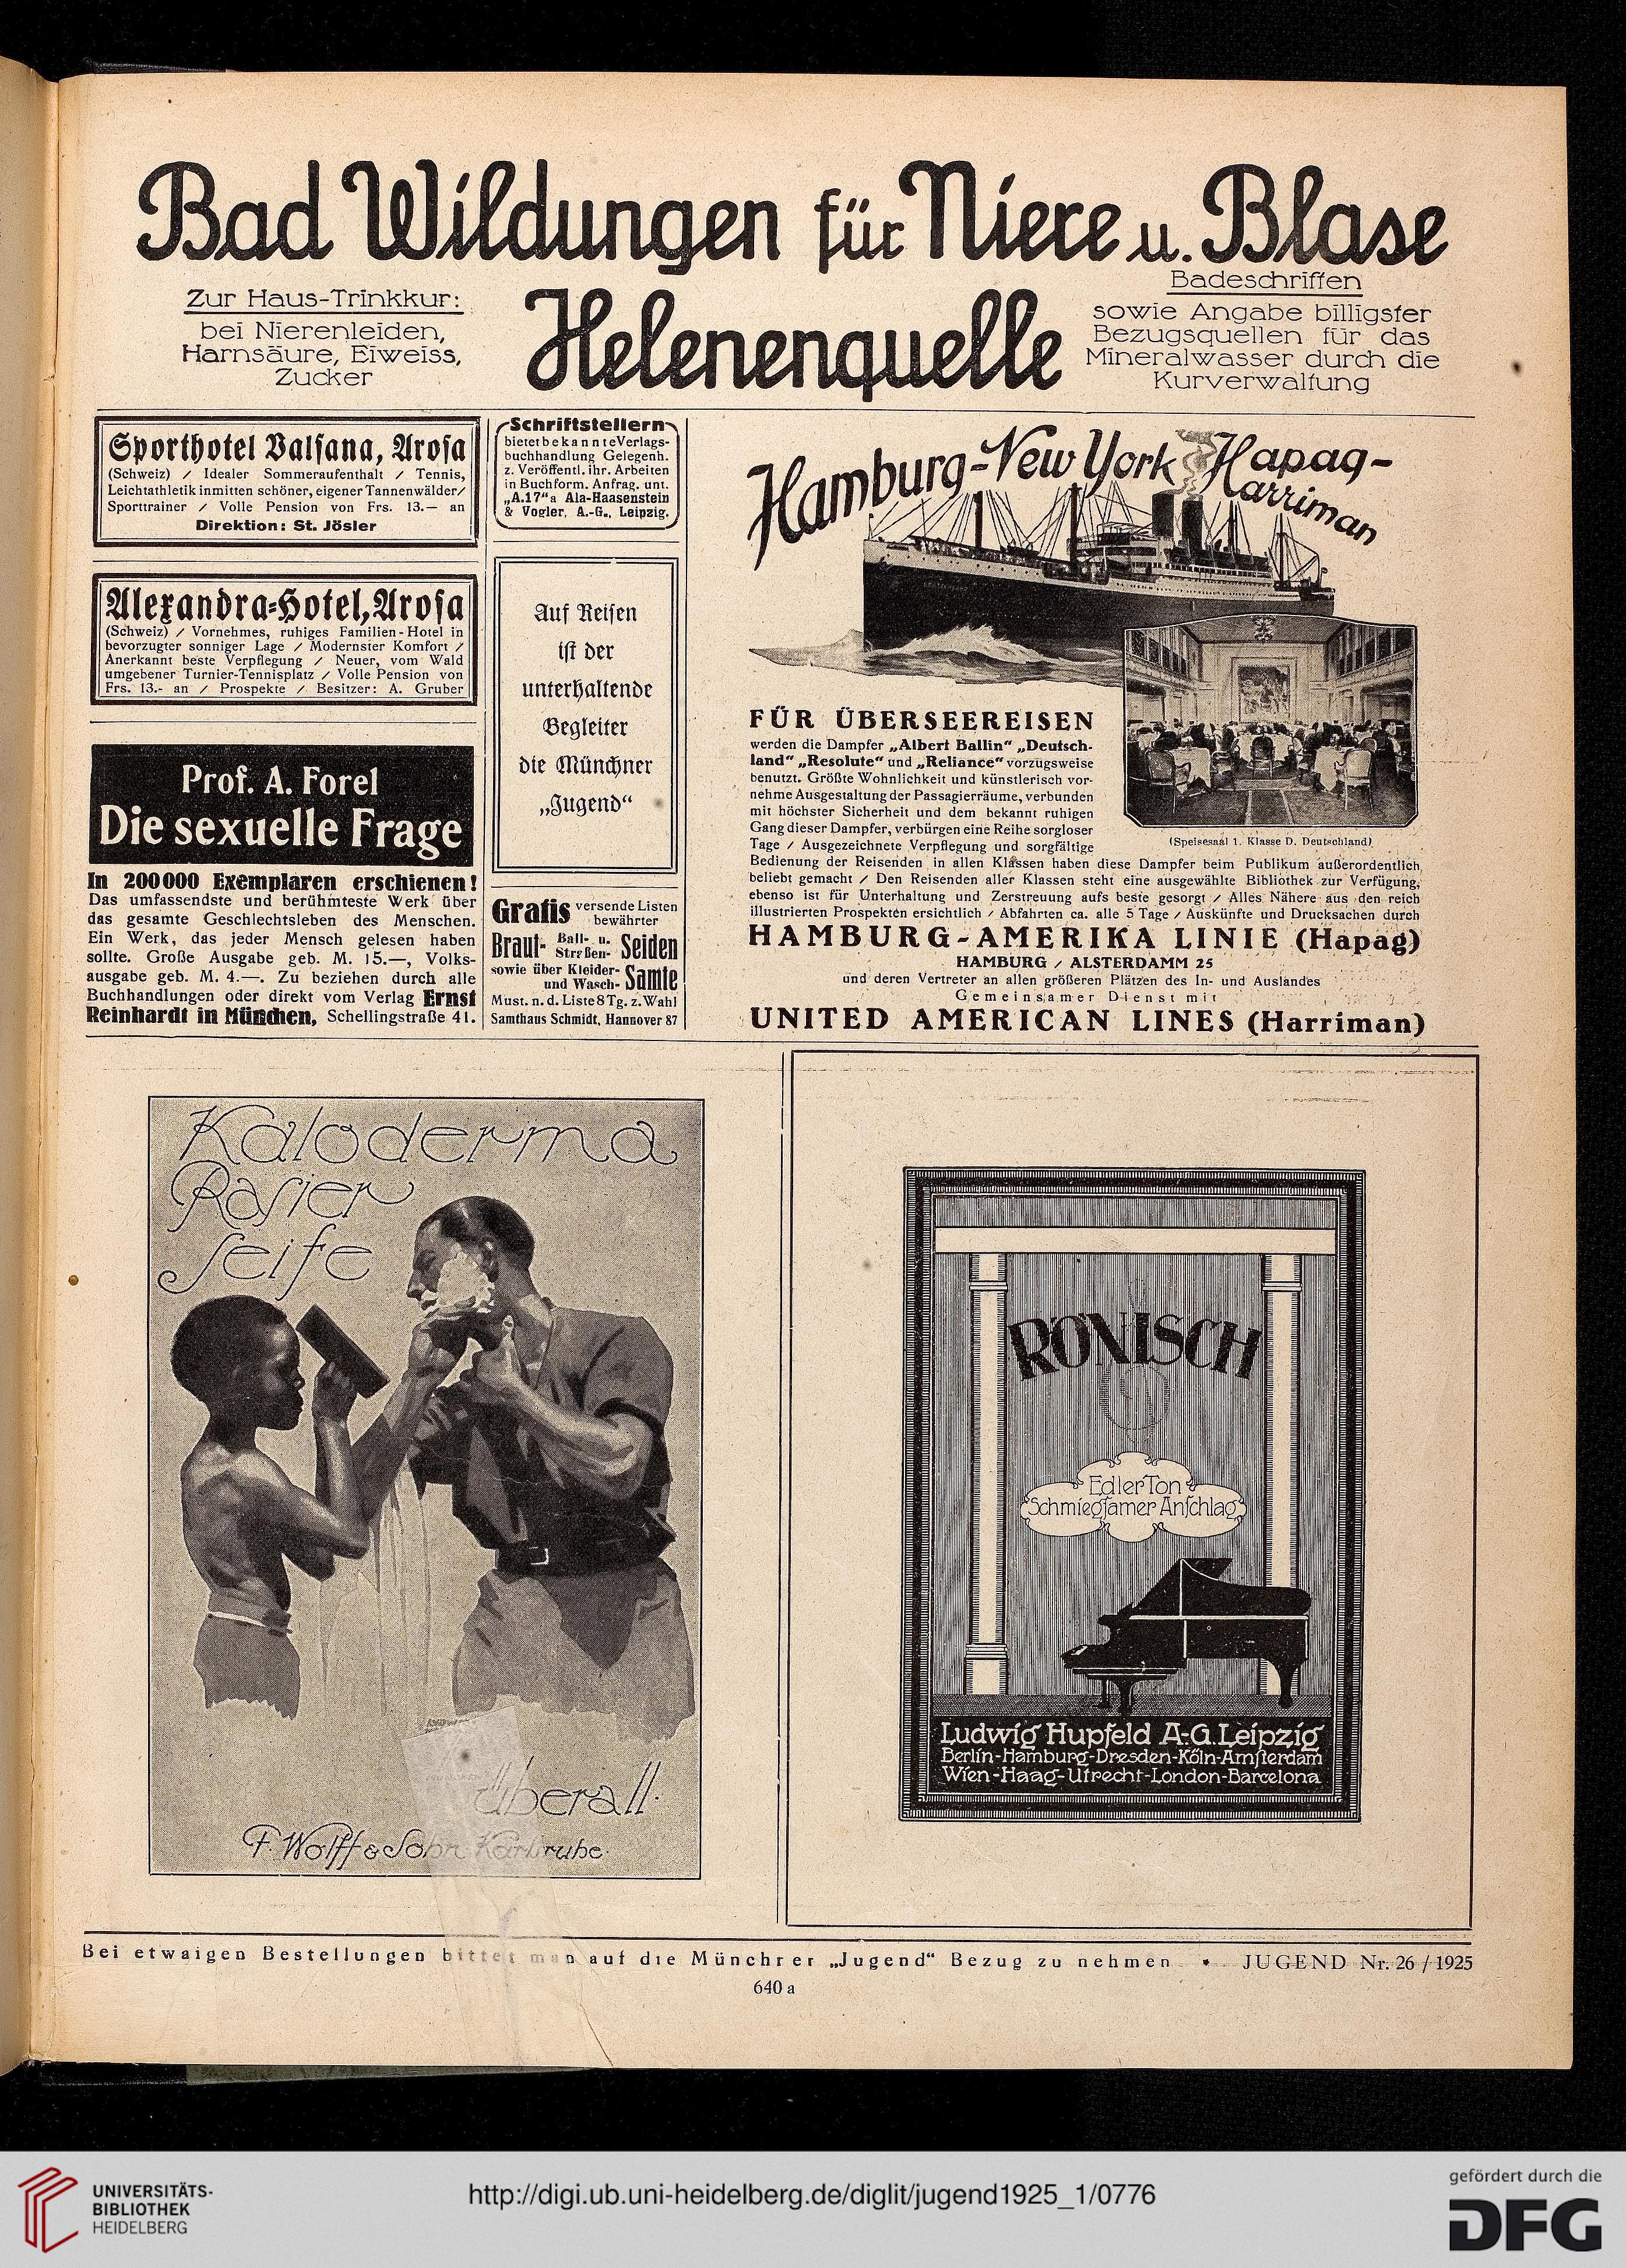 Bad Wildungen für Niere u. Blase
Zur Haus-Trinkkur:
bei Nierenleiden,
Harnsäure, Eiweiss,
Zucker
Helenenquelle
Badeschriften
sowie Angabe billigster
Bezugsquellen für das
Mineralwasser durch die
Kurverwaltung
Sporthotel Valsana, Arosa
(Schweiz) / Idealer Sommeraufenthalt / Tennis,
Leichtathletik inmitten schöner, eigener Tannenwälder /
Sporttrainer / Volle Pension von Frs. 13.— an
Direktion: St. Jösler
Alexandra-Hotel, Arosa
(Schweiz) / Vornehmes, ruhiges Familien-Hotel in
bevorzugter sonniger Lage / Modernster Komfort /
Anerkannt beste Verpflegung / Neuer, vom Wald
umgebener Turnier-Tennisplatz / Volle Pension von
Frs. 13.- an / Prospekte / Besitzer: A. Gruber
Prof. A. Forel
Die sexuelle Frage
In 200000 Exemplaren erschienen!
Das umfassendste und berühmteste Werk über
das gesamte Geschlechtsleben des Menschen.
Ein Werk, das jeder Mensch gelesen haben
sollte. Große Ausgabe geb. M. 15.—, Volks-
ausgabe geb. M. 4.—. Zu beziehen durch alle
Buchhandlungen oder direkt vom Verlag Ernst
Reinhardt in München, Schellingstraße 41.
Schriftstellern
bietet bekannte Verlags-
buchhandlung Gelegenh.
z. Veröffentl. ihr. Arbeiten
in Buchform. Anfrag. unt.
„A.17“ a Ala-Haasenstein
& Vogler, A.-G., Leipzig.
Auf Reisen
ist der
unterhaltende
Begleiter
die Münchner
„Jugend“
Gratis versende Listen
bewährter
Braut- Ball- u. Straßen- Seiden
sowie über Kleider- und Wasch- Samte
Must. n. d. Liste 8 Tg. z. Wahl
Samthaus Schmidt, Hannover 87
Hamburg-New York Hapag-
Harriman
FÜR ÜBERSEEREISEN
werden die Dampfer „Albert Ballin“ „Deutsch-
land“ „Resolute“ und „Reliance“ vorzugsweise
benutzt. Größte Wohnlichkeit und künstlerisch vor-
nehme Ausgestaltung der Passagierräume, verbunden
mit höchster Sicherheit und dem bekannt ruhigen
Gang dieser Dampfer, verbürgen eine Reihe sorgloser
Tage / Ausgezeichnete Verpflegung und sorgfältige
(Speisesaal 1. Klasse D. Deutschland)
Bedienung der Reisenden in allen Klassen haben diese Dampfer beim Publikum außerordentlich
beliebt gemacht / Den Reisenden aller Klassen steht eine ausgewählte Bibliothek zur Verfügung,
ebenso ist für Unterhaltung und Zerstreuung aufs beste gesorgt / Alles Nähere aus den reich
illustrierten Prospekten ersichtlich / Abfahrten ca. alle 5 Tage / Auskünfte und Drucksachen durch
HAMBURG-AMERIKA LINIE (Hapag)
HAMBURG / ALSTERDAMM 25
und deren Vertreter an allen größeren Plätzen des In- und Auslandes
Gemeinsamer Dienst mit
UNITED AMERICAN LINES (Harriman)
Kaloderma
Rasier
Seife
überall.
F. Wolff & Sohn Karlsruhe.
RÖNISCH
Edler Ton
Schmiegsamer Anschlag
Ludwig Hupfeld A-G. Leipzig
Berlin-Hamburg-Dresden-Köln-Amsterdam
Wien-Haag-Utrecht-London-Barcelona
Bei etwaigen Bestellungen bittet man auf die Münchner „Jugend“ Bezug zu nehmen • JUGEND Nr. 26 / 1925
640 a
UNIVERSITÄTS-
BIBLIOTHEK
HEIDELBERG
http://digi.ub.uni-heidelberg.de/diglit/jugend1925_1/0776
gefördert durch die
DFG